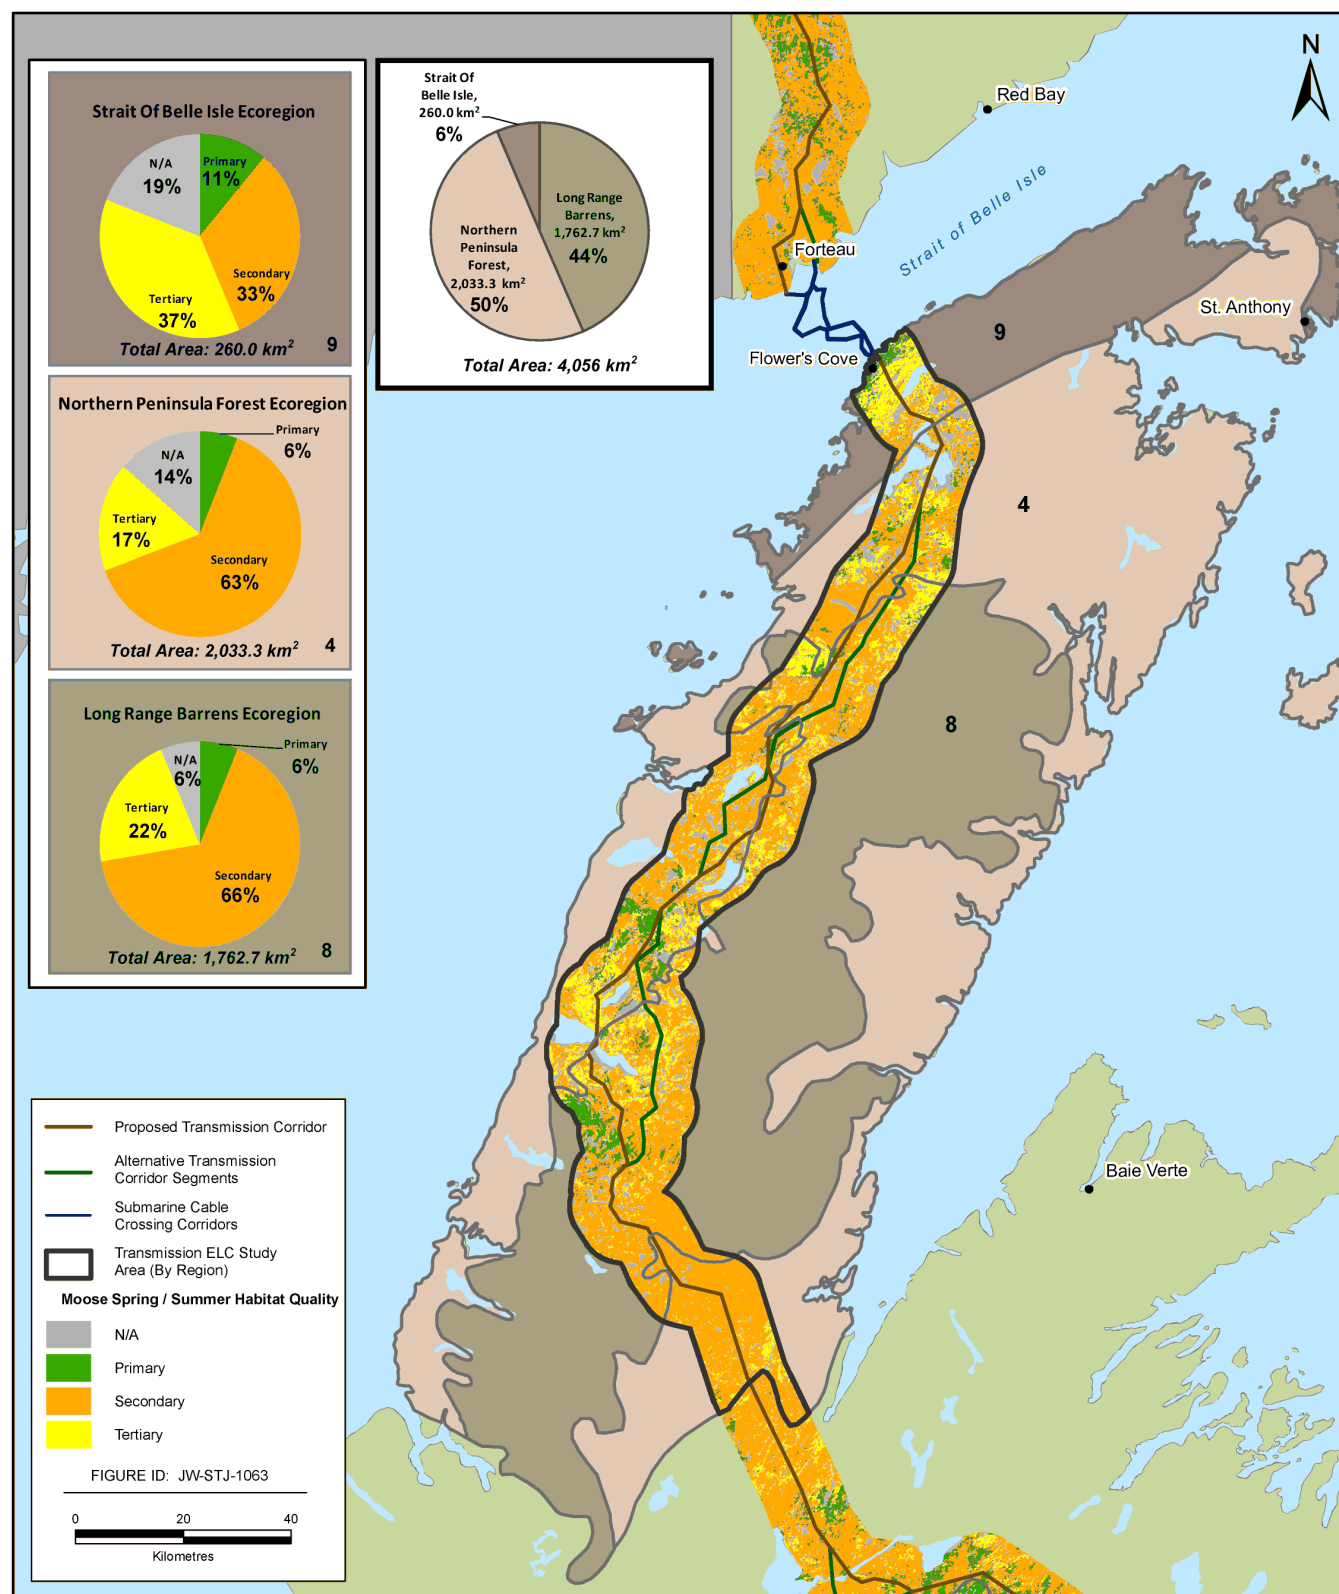 Strait Of Belle Isle Ecoregion
N/A
19%
Primary
11%
Secondary
33%
Tertiary
37%
Total Area: 260.0 km²
9
Northern Peninsula Forest Ecoregion
Primary
6%
N/A
14%
Tertiary
17%
Secondary
63%
Total Area: 2,033.3 km²
4
Long Range Barrens Ecoregion
Primary
6%
N/A
6%
Tertiary
22%
Secondary
66%
Total Area: 1,762.7 km²
8
Strait Of
Belle Isle,
260.0 km²
6%
Long Range
Barrens,
1,762.7 km²
44%
Northern
Peninsula
Forest,
2,033.3 km²
50%
Total Area: 4,056 km²
N
Red Bay
Strait of Belle Isle
Forteau
St. Anthony
Flower's Cove
9
4
8
Baie Verte
Proposed Transmission Corridor
Alternative Transmission
Corridor Segments
Submarine Cable
Crossing Corridors
Transmission ELC Study
Area (By Region)
Moose Spring / Summer Habitat Quality
N/A
Primary
Secondary
Tertiary
FIGURE ID: JW-STJ-1063
0 20 40
Kilometres